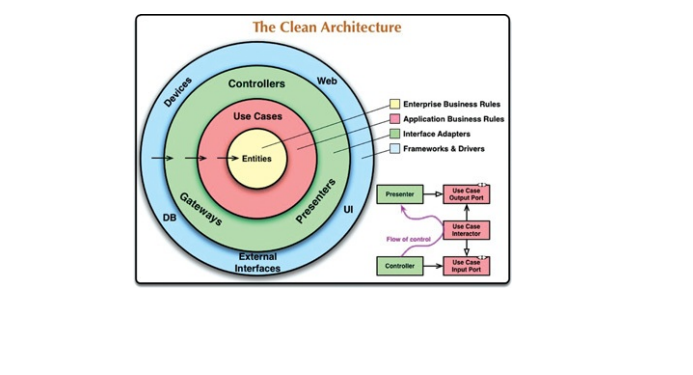 The Clean Architecture
Devices
Controllers
Web
Use Cases
Entities
DB
Gateways
Presenters
UI
External
Interfaces
Enterprise Business Rules
Application Business Rules
Interface Adapters
Frameworks & Drivers
Presenter
Use Case
Output Port
Flow of control
Use Case
Interactor
Controller
Use Case
Input Port